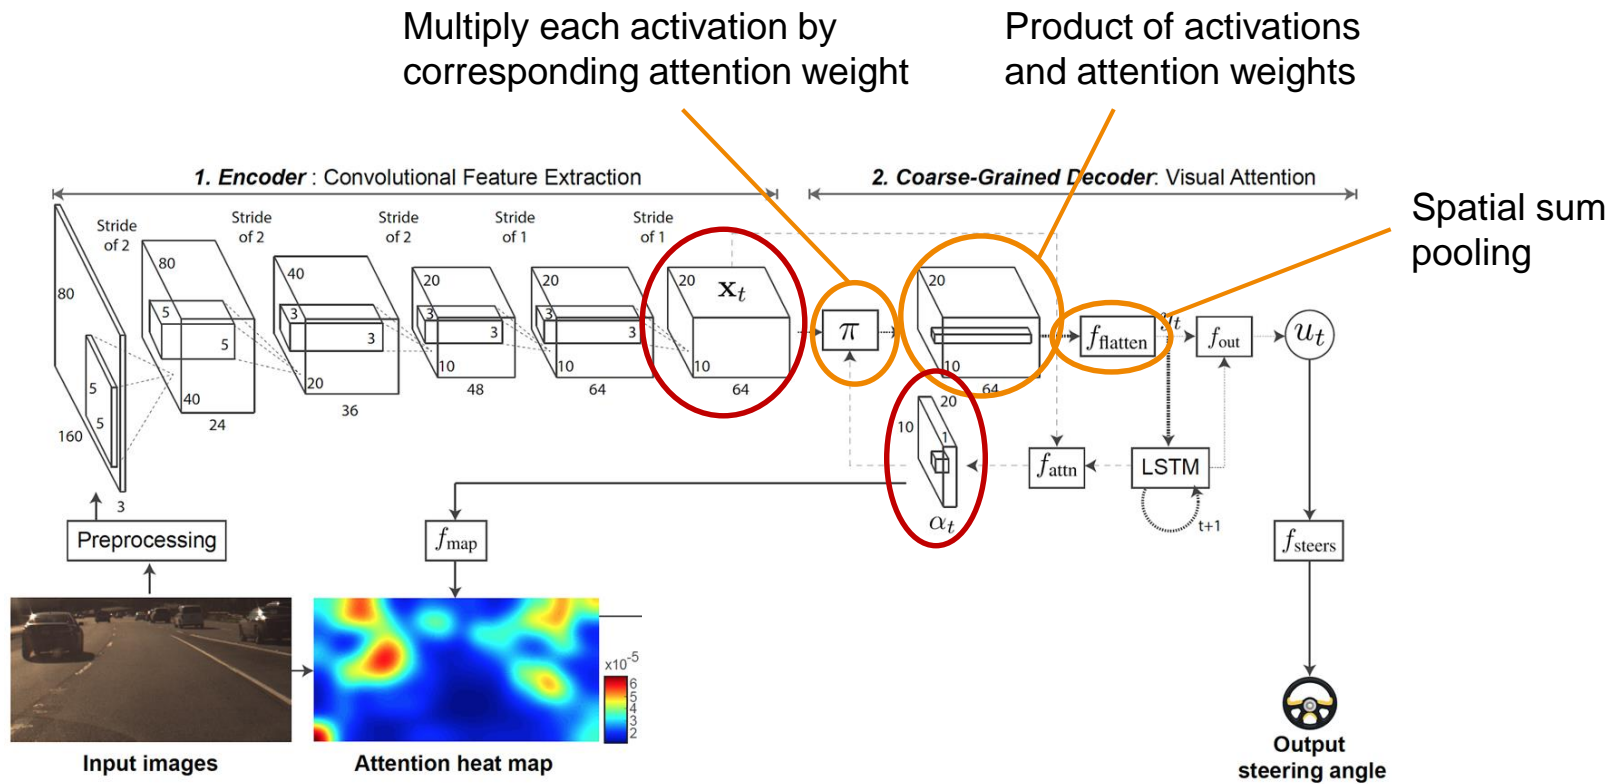 Multiply each activation by
corresponding attention weight
Product of activations
and attention weights
Spatial sum
pooling
1. Encoder : Convolutional Feature Extraction
2. Coarse-Grained Decoder: Visual Attention
Stride
of 2
Stride
of 2
Stride
of 2
Stride
of 1
Stride
of 1
80
160
3
5
5
80
40
24
5
5
40
20
36
3
3
20
10
48
3
3
20
10
64
3
3
20
10
64
x_t
π
20
10
64
f_flatten
y_t
f_out
u_t
10
20
1
α_t
f_attn
LSTM
t+1
f_map
f_steers
Preprocessing
x10^-5
6
5
4
3
2
Input images
Attention heat map
Output
steering angle